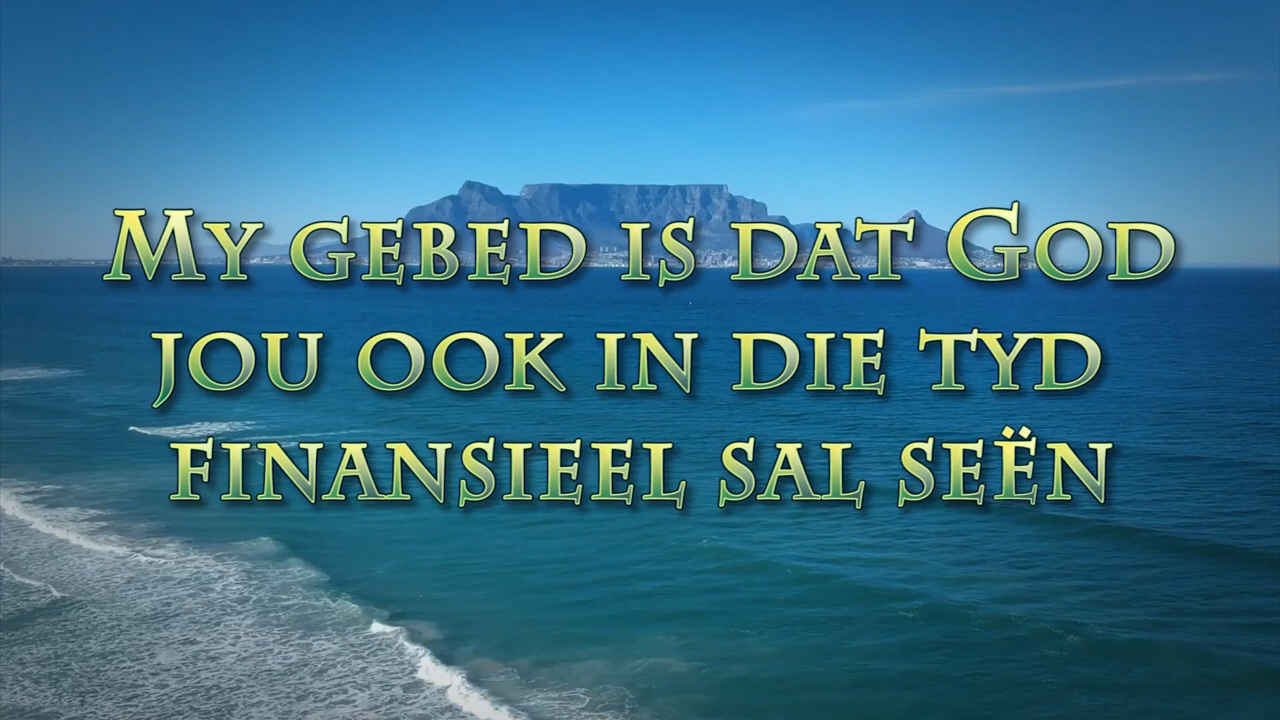 My gebed is dat God
jou ook in die tyd
finansieel sal seën